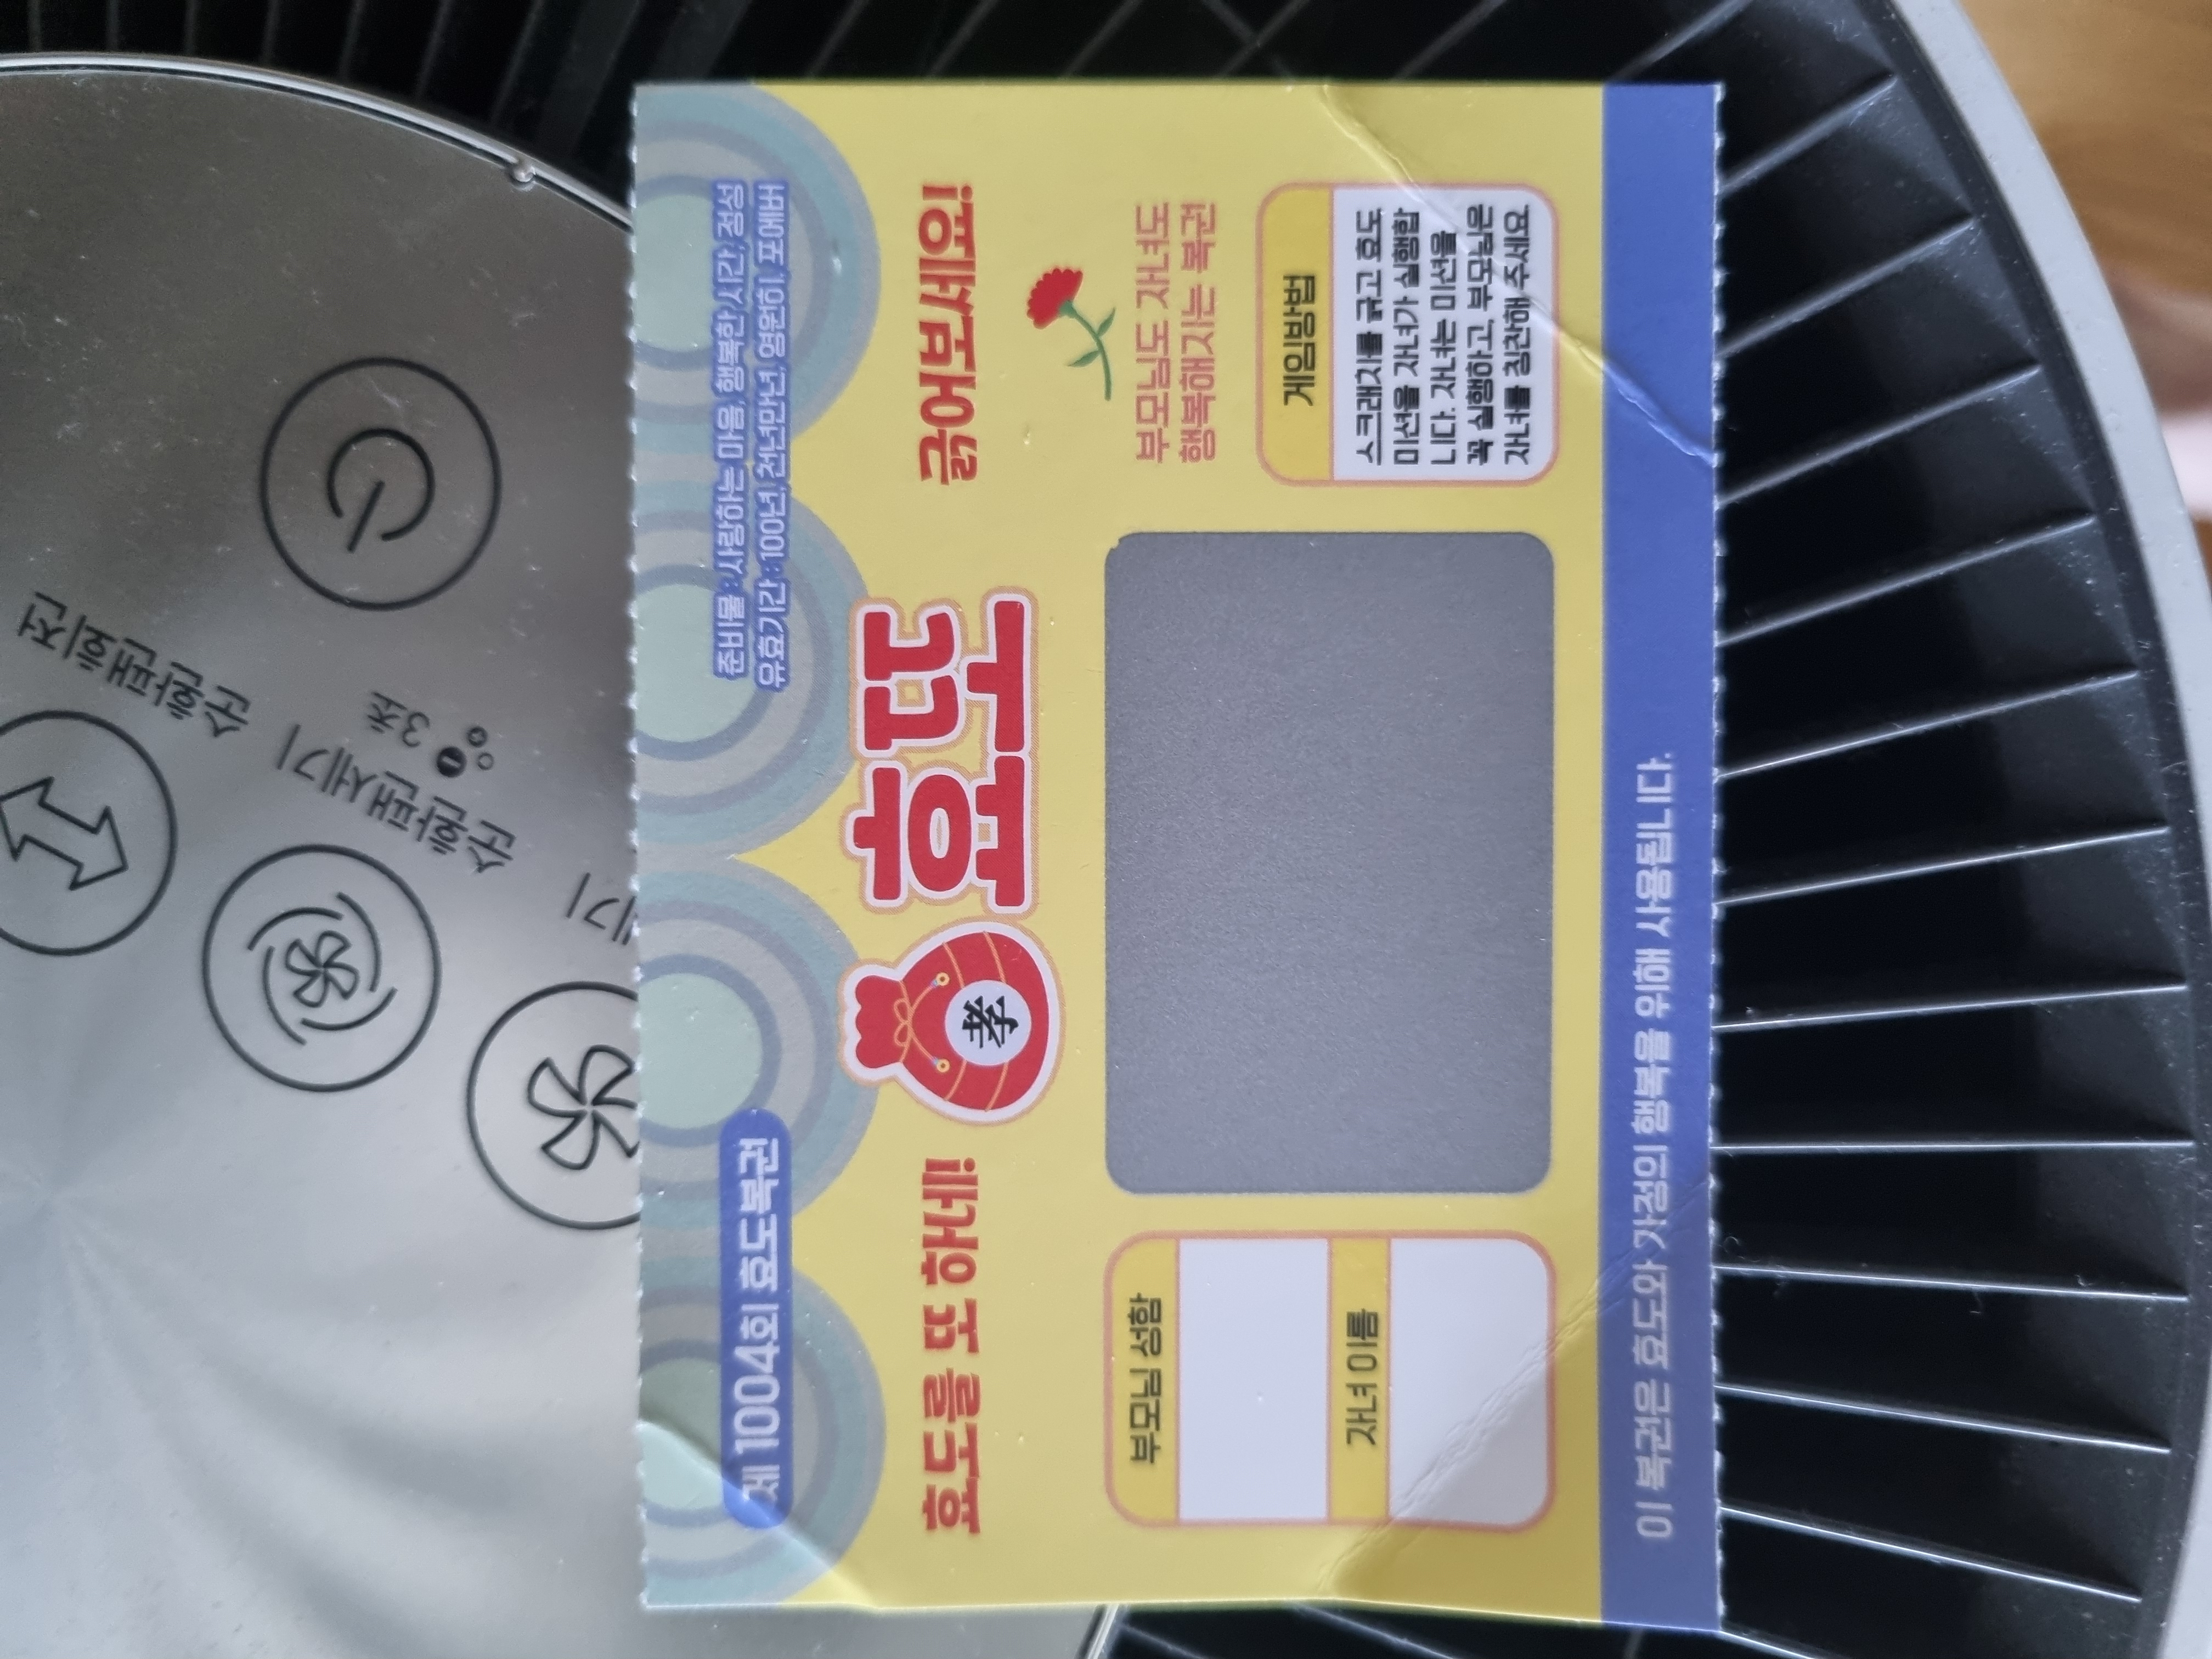 순환팬회전
순환팬세기
3초
세기
제 1004회 효도복권
준비물 : 사랑하는 마음, 행복한 시간, 정성
유효기간 : 100년, 천년만년, 영원히, 포에버
효도를 또 하네!
孝
효또
긁어보세요!
부모님도 자녀도
행복해지는 복권
부모님 성함
자녀 이름
게임방법
스크래치를 긁고 효도
미션을 자녀가 실행합
니다. 자녀는 미션을
꼭 실행하고, 부모님은
자녀를 칭찬해 주세요.
이 복권은 효도와 가정의 행복을 위해 사용됩니다.